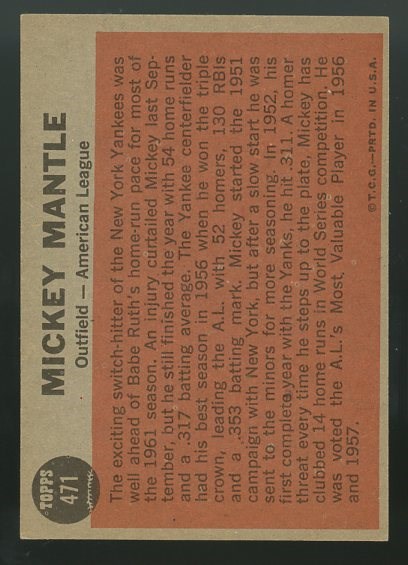 TOPPS
471
MICKEY MANTLE
Outfield — American League
The exciting switch-hitter of the New York Yankees was
well ahead of Babe Ruth's home-run pace for most of
the 1961 season. An injury curtailed Mickey last Sep-
tember, but he still finished the year with 54 home runs
and a .317 batting average. The Yankee centerfielder
had his best season in 1956 when he won the triple
crown, leading the A.L. with 52 homers, 130 RBIs
and a .353 batting mark. Mickey started the 1951
campaign with New York, but after a slow start he was
sent to the minors for more seasoning. In 1952, his
first complete year with the Yanks, he hit .311. A homer
threat every time he steps up to the plate, Mickey has
clubbed 14 home runs in World Series competition. He
was voted the A.L.'s Most Valuable Player in 1956
and 1957.
© T.C.G.—PRTD. IN U.S.A.